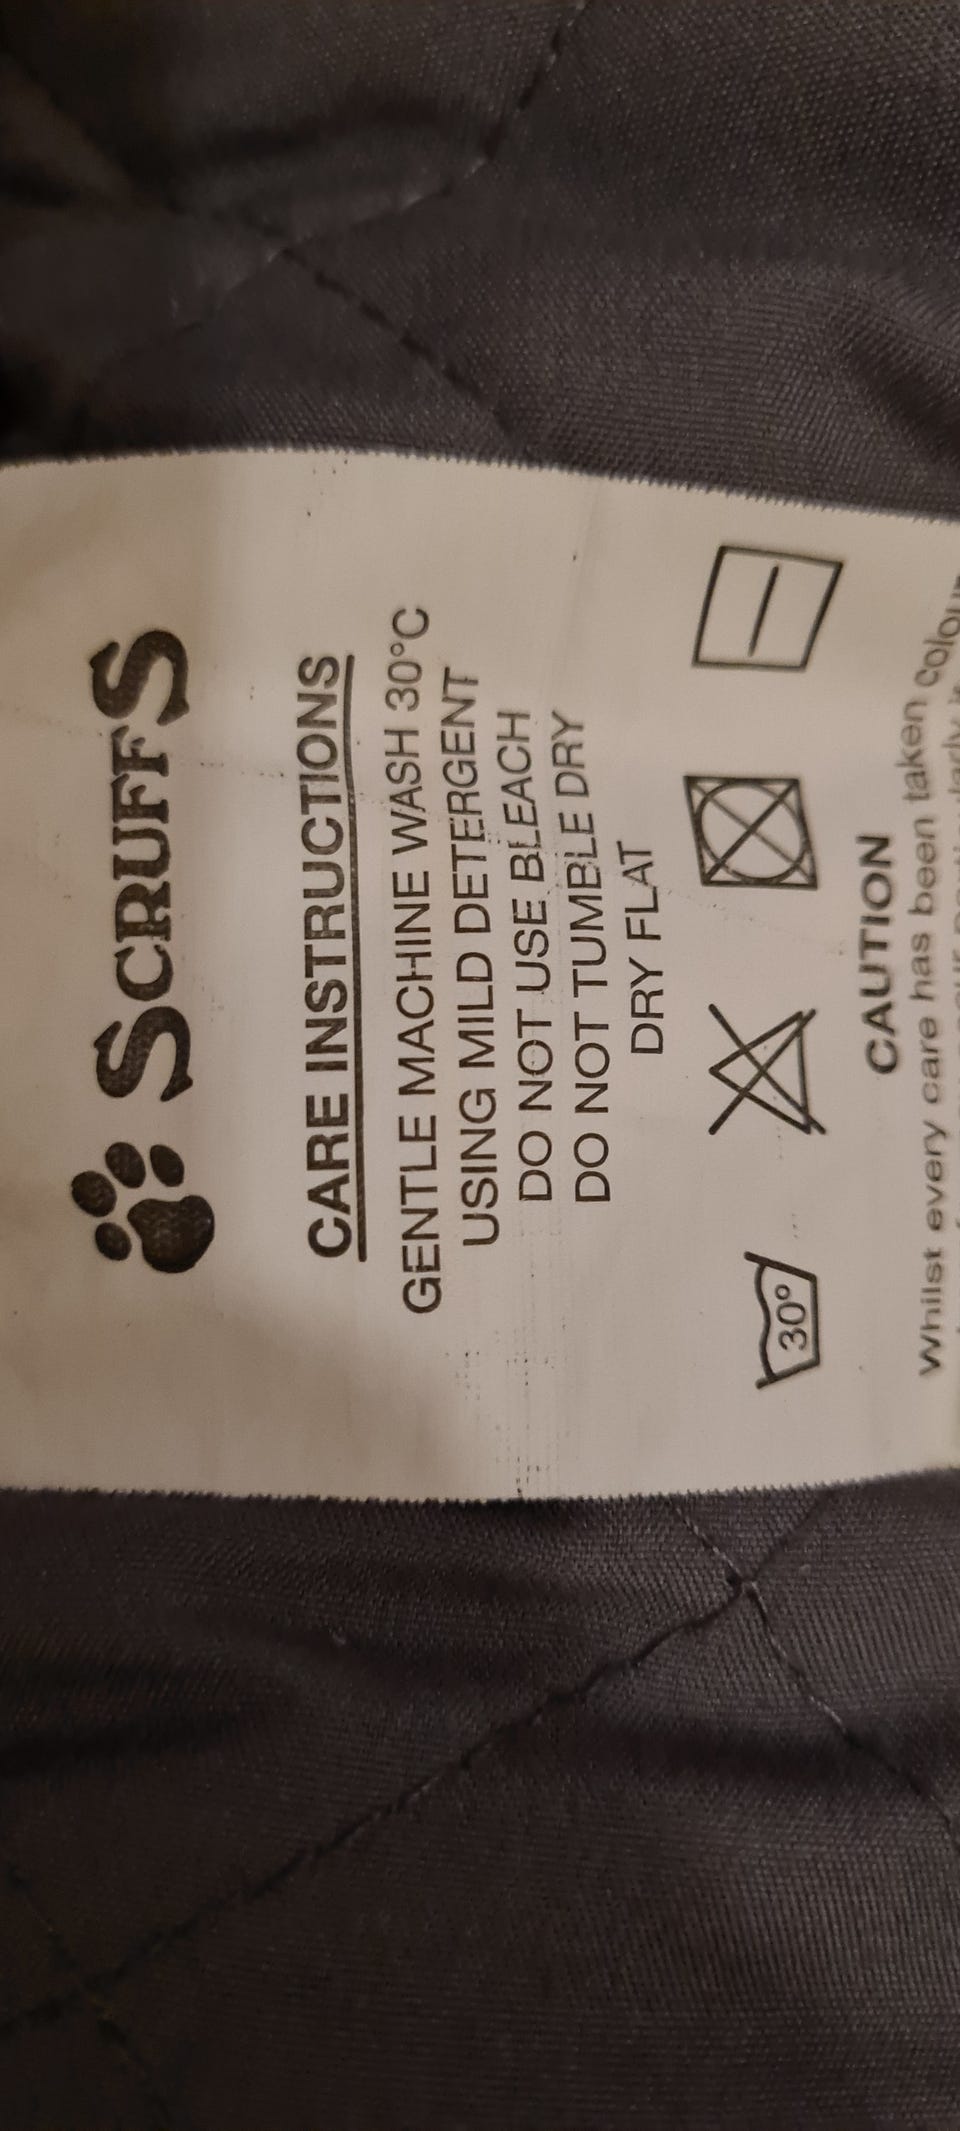 SCRUFFS
CARE INSTRUCTIONS
GENTLE MACHINE WASH 30°C
USING MILD DETERGENT
DO NOT USE BLEACH
DO NOT TUMBLE DRY
DRY FLAT
30°
CAUTION
Whilst every care has been taken colour